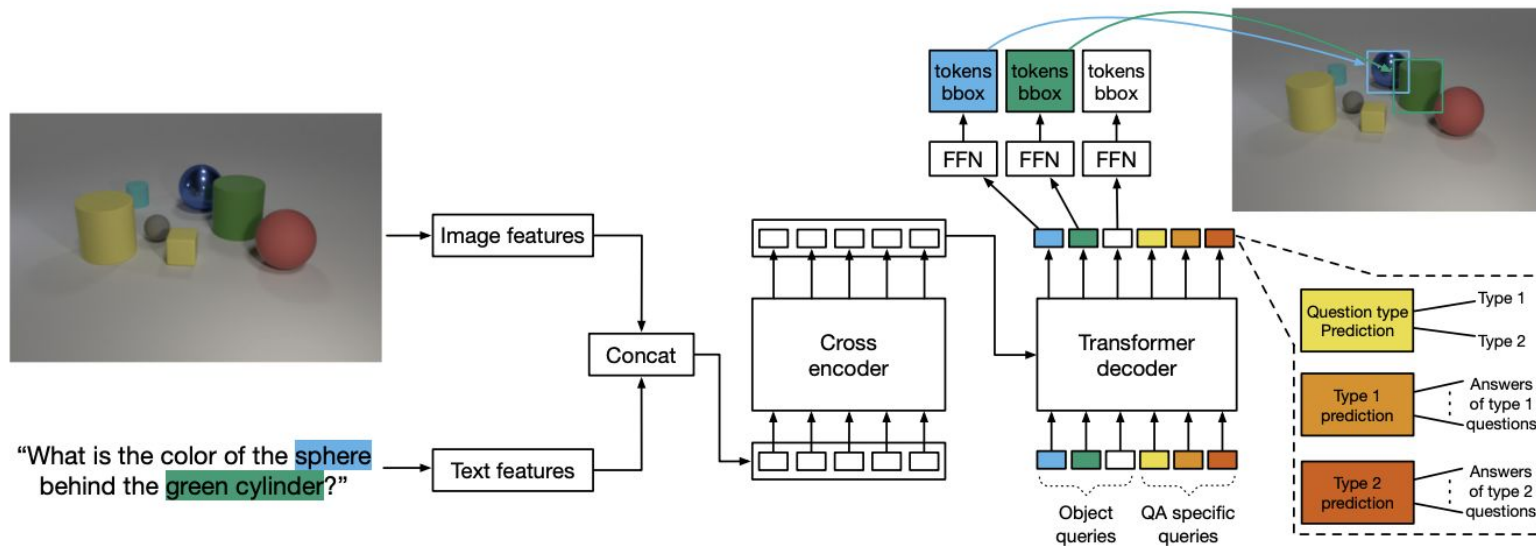 tokens
bbox
tokens
bbox
tokens
bbox
FFN
FFN
FFN
Image features
Concat
Cross
encoder
Transformer
decoder
Question type
Prediction
Type 1
Type 2
Type 1
prediction
Answers
of type 1
questions
“What is the color of the sphere
behind the green cylinder?”
Text features
Type 2
prediction
Answers
of type 2
questions
Object
queries
QA specific
queries